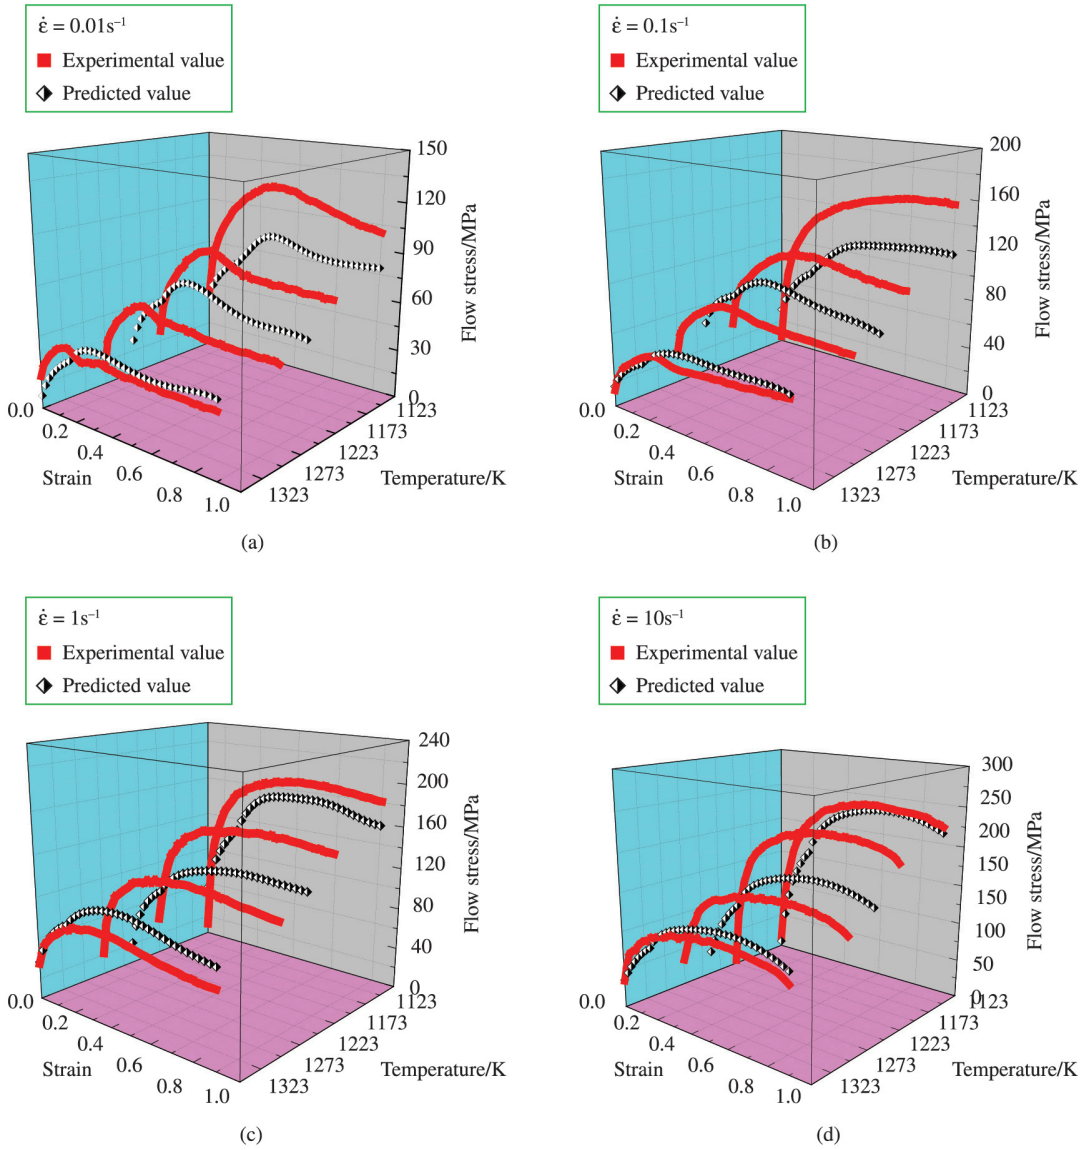 ε̇ = 0.01s⁻¹
Experimental value
Predicted value
150
120
90
60
30
0
Flow stress/MPa
0.0
0.2
0.4
0.6
0.8
1.0
Strain
1123
1173
1223
1273
1323
Temperature/K
(a)
ε̇ = 0.1s⁻¹
Experimental value
Predicted value
200
160
120
80
40
0
Flow stress/MPa
0.0
0.2
0.4
0.6
0.8
1.0
Strain
1123
1173
1223
1273
1323
Temperature/K
(b)
ε̇ = 1s⁻¹
Experimental value
Predicted value
240
200
160
120
80
40
0
Flow stress/MPa
0.0
0.2
0.4
0.6
0.8
1.0
Strain
1123
1173
1223
1273
1323
Temperature/K
(c)
ε̇ = 10s⁻¹
Experimental value
Predicted value
300
250
200
150
150
100
50
0
Flow stress/MPa
0.0
0.2
0.4
0.6
0.8
1.0
Strain
1123
1173
1223
1273
1323
Temperature/K
(d)